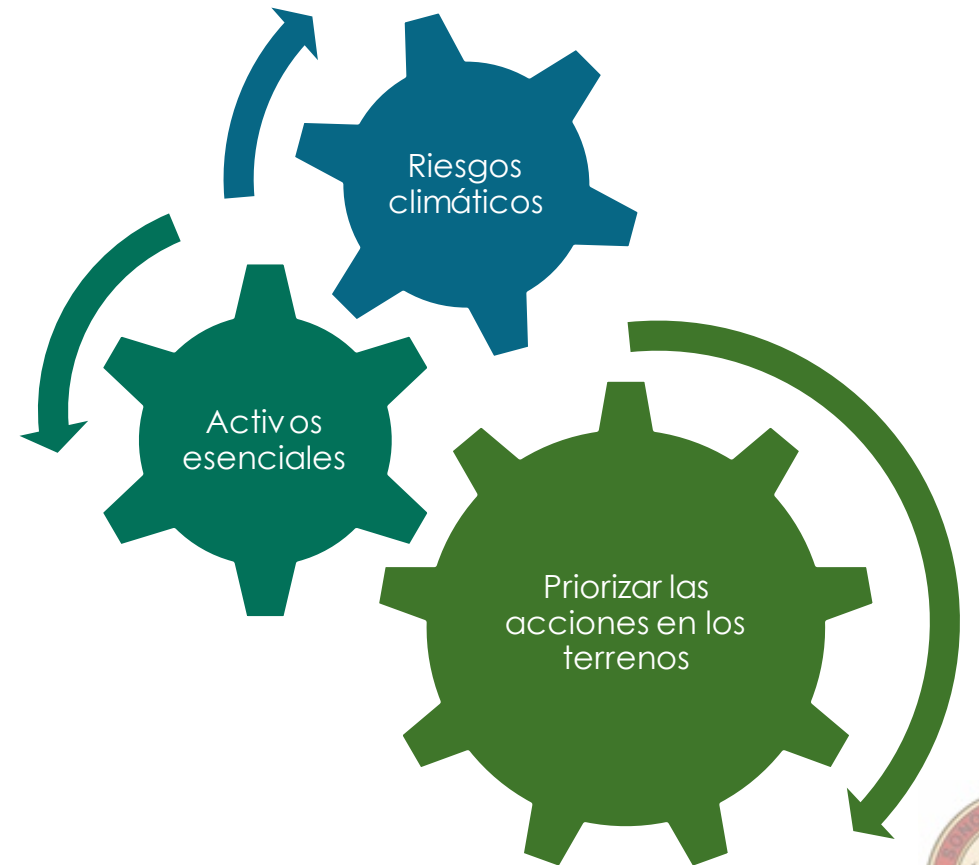 Riesgos
climáticos
Activos
esenciales
Priorizar las
acciones en los
terrenos